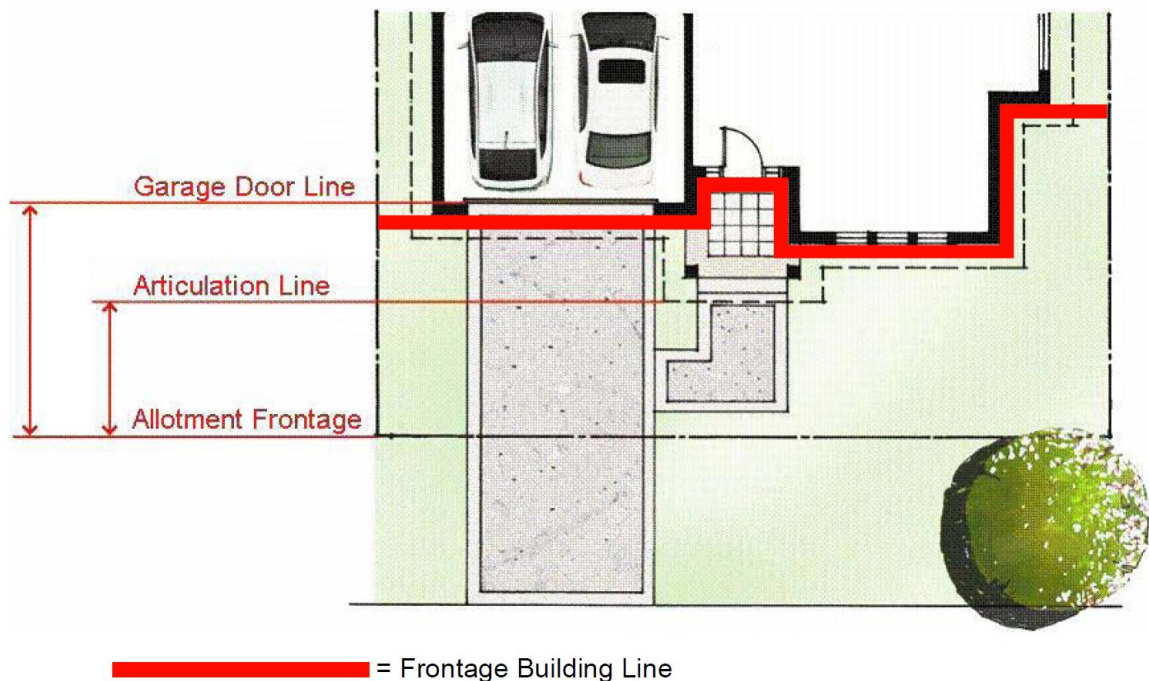 Garage Door Line
Articulation Line
Allotment Frontage
= Frontage Building Line